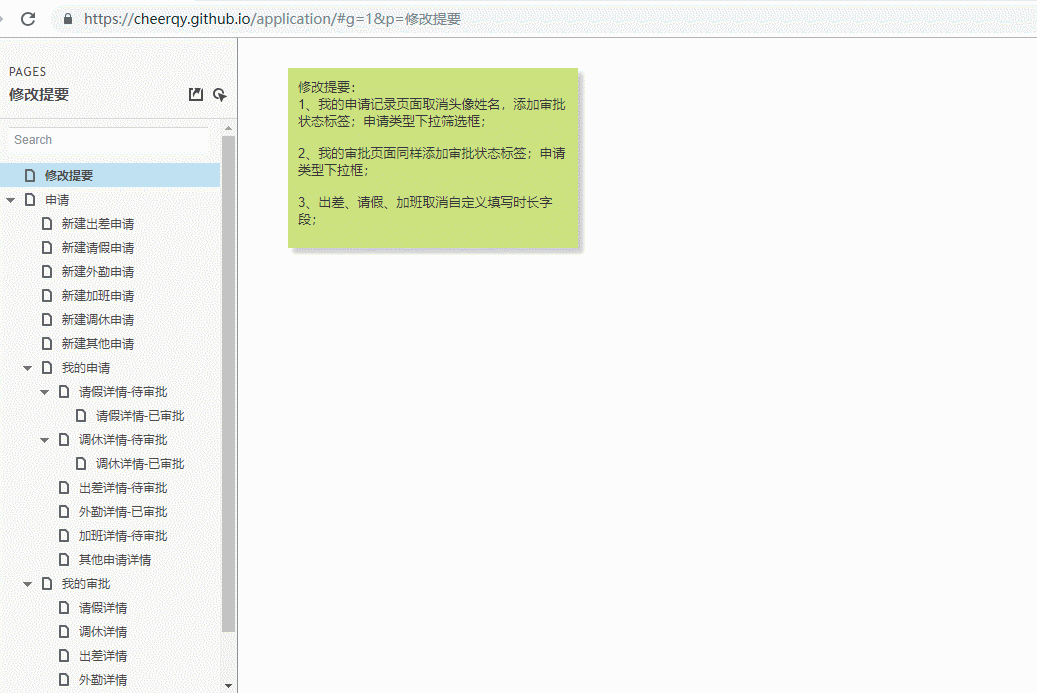 https://cheerqy.github.io/application/#g=1&p=修改提要
PAGES
修改提要
Search
修改提要
申请
新建出差申请
新建请假申请
新建外勤申请
新建加班申请
新建调休申请
新建其他申请
我的申请
请假详情-待审批
请假详情-已审批
调休详情-待审批
调休详情-已审批
出差详情-待审批
外勤详情-已审批
加班详情-待审批
其他申请详情
我的审批
请假详情
调休详情
出差详情
外勤详情
修改提要：
1、我的申请记录页面取消头像姓名，添加审批
状态标签；申请类型下拉筛选框；
2、我的审批页面同样添加审批状态标签；申请
类型下拉框；
3、出差、请假、加班取消自定义填写时长字
段；